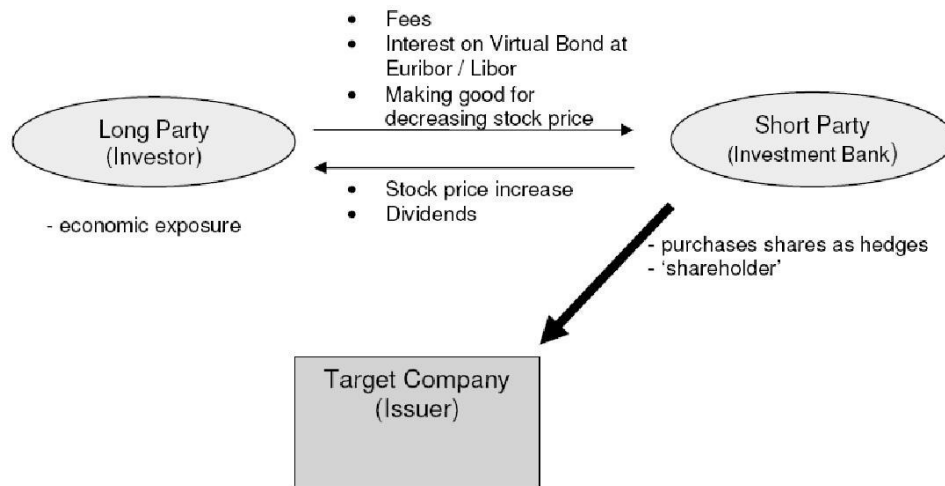 • Fees
• Interest on Virtual Bond at
Euribor / Libor
• Making good for
decreasing stock price
Long Party
(Investor)
Short Party
(Investment Bank)
• Stock price increase
• Dividends
- economic exposure
- purchases shares as hedges
- ‘shareholder’
Target Company
(Issuer)